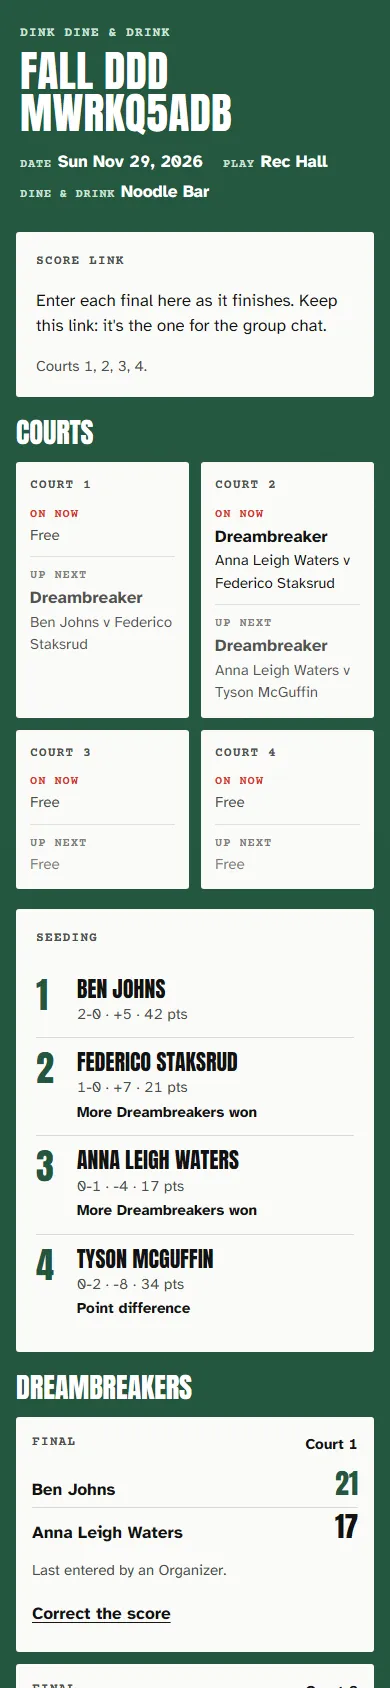 DINK DINE & DRINK
FALL DDD
MWRKQ5ADB
DATE Sun Nov 29, 2026 PLAY Rec Hall
DINE & DRINK Noodle Bar
SCORE LINK
Enter each final here as it finishes. Keep
this link: it's the one for the group chat.
Courts 1, 2, 3, 4.
COURTS
COURT 1
ON NOW
Free
UP NEXT
Dreambreaker
Ben Johns v Federico
Staksrud
COURT 2
ON NOW
Dreambreaker
Anna Leigh Waters v
Federico Staksrud
UP NEXT
Dreambreaker
Anna Leigh Waters v
Tyson McGuffin
COURT 3
ON NOW
Free
UP NEXT
Free
COURT 4
ON NOW
Free
UP NEXT
Free
SEEDING
1 BEN JOHNS
2-0 · +5 · 42 pts
2 FEDERICO STAKSRUD
1-0 · +7 · 21 pts
More Dreambreakers won
3 ANNA LEIGH WATERS
0-1 · -4 · 17 pts
More Dreambreakers won
4 TYSON MCGUFFIN
0-2 · -8 · 34 pts
Point difference
DREAMBREAKERS
FINAL Court 1
Ben Johns 21
Anna Leigh Waters 17
Last entered by an Organizer.
Correct the score